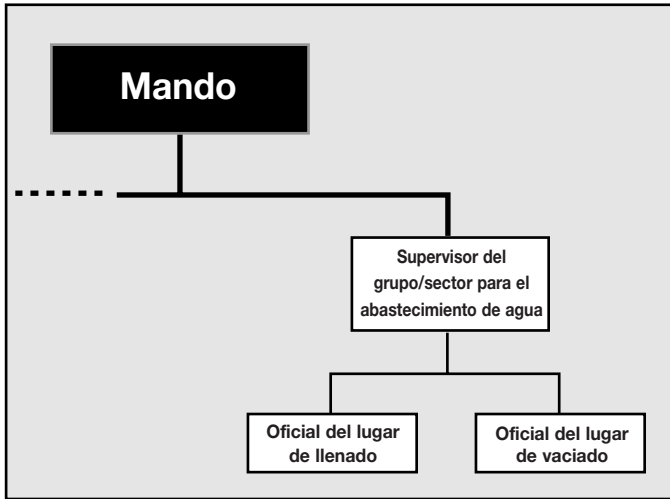 Mando
Supervisor del
grupo/sector para el
abastecimiento de agua
Oficial del lugar
de llenado
Oficial del lugar
de vaciado